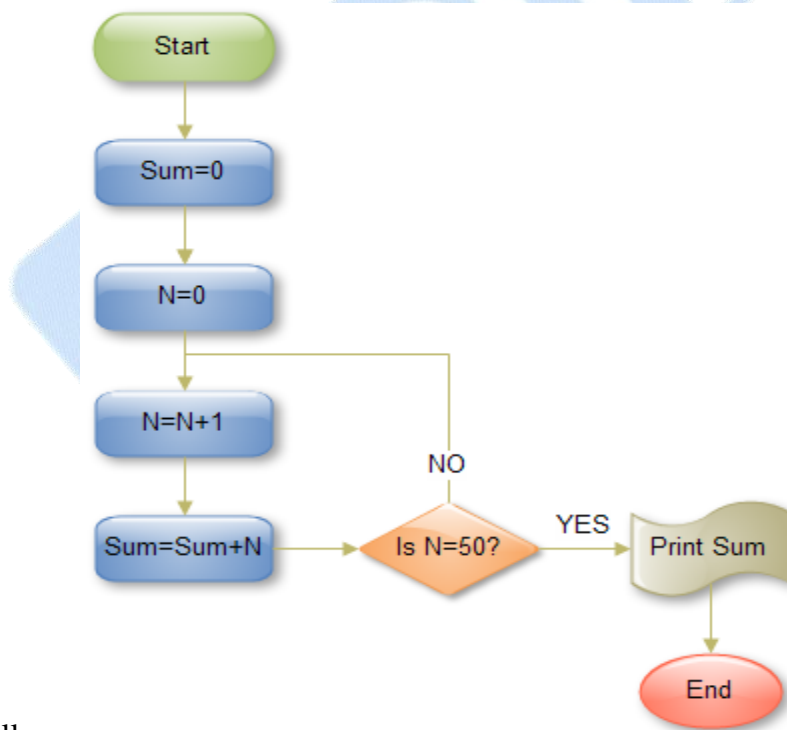 Start
Sum=0
N=0
N=N+1
NO
Sum=Sum+N
Is N=50?
YES
Print Sum
End